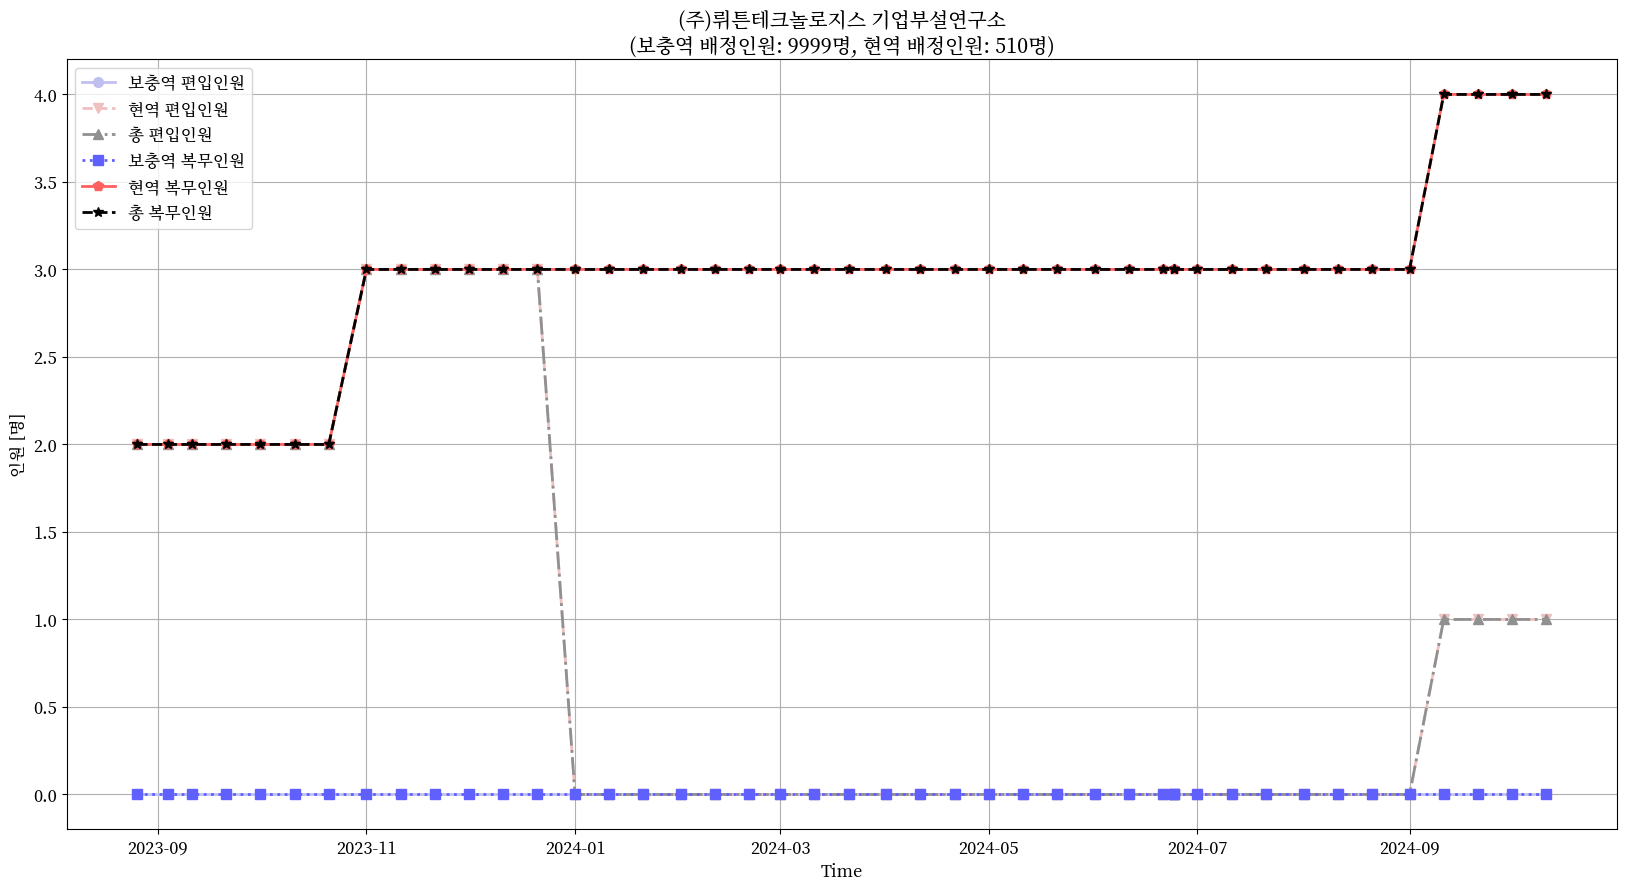 (주)뤼튼테크놀로지스 기업부설연구소
(보충역 배정인원: 9999명, 현역 배정인원: 510명)
보충역 편입인원
현역 편입인원
총 편입인원
보충역 복무인원
현역 복무인원
총 복무인원
인원 [명]
4.0
3.5
3.0
2.5
2.0
1.5
1.0
0.5
0.0
2023-09 2023-11 2024-01 2024-03 2024-05 2024-07 2024-09
Time